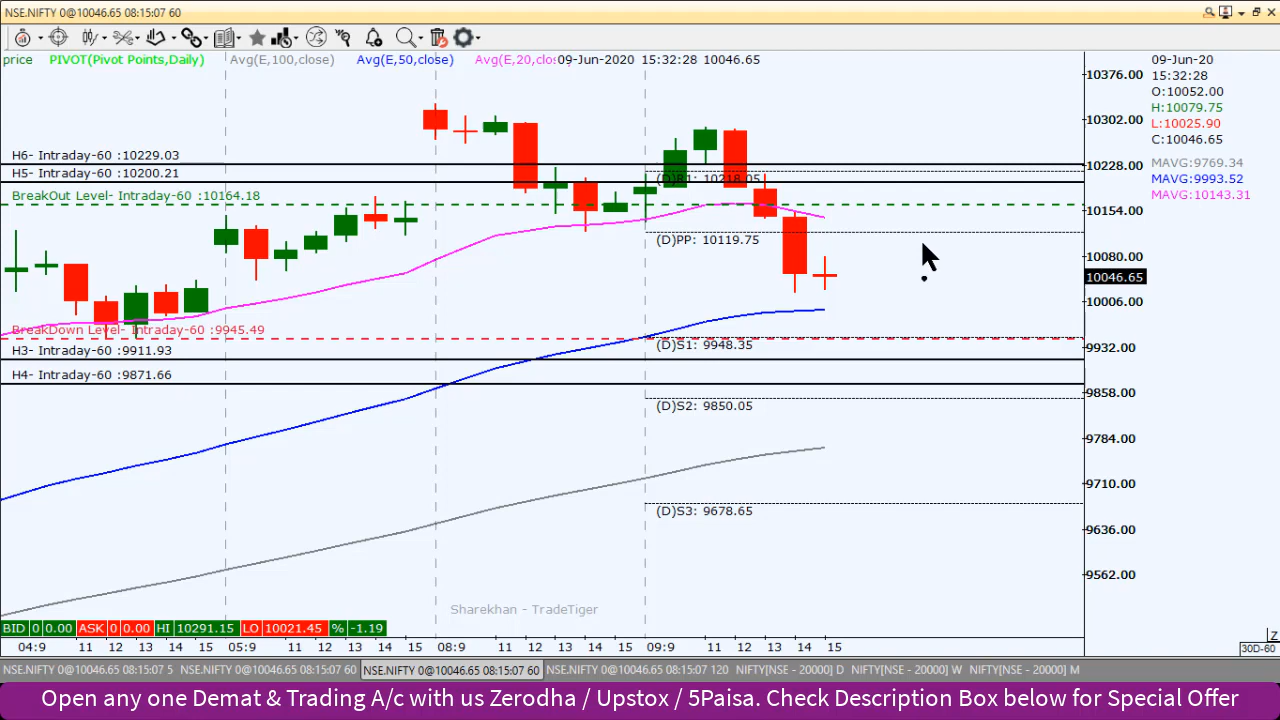 NSE.NIFTY 0@10046.65 08:15:07 60
price PIVOT(Pivot Points,Daily) Avg(E,100,close) Avg(E,50,close) Avg(E,20,clos 09-Jun-2020 15:32:28 10046.65
09-Jun-20
15:32:28
O:10052.00
H:10079.75
L:10025.90
C:10046.65
MAVG:9769.34
MAVG:9993.52
MAVG:10143.31
10376.00
10302.00
10228.00
10154.00
10080.00
10046.65
10006.00
9932.00
9858.00
9784.00
9710.00
9636.00
9562.00
H6- Intraday-60 :10229.03
H5- Intraday-60 :10200.21
(D)R1: 10218.05
BreakOut Level- Intraday-60 :10164.18
(D)PP: 10119.75
BreakDown Level- Intraday-60 :9945.49
(D)S1: 9948.35
H3- Intraday-60 :9911.93
H4- Intraday-60 :9871.66
(D)S2: 9850.05
(D)S3: 9678.65
Sharekhan - TradeTiger
BID 0 0.00 ASK 0 0.00 HI 10291.15 LO 10021.45 % -1.19
Z
04:9 11 12 13 14 15 05:9 11 12 13 14 15 08:9 11 12 13 14 15 09:9 11 12 13 14 15
30D-60
NSE.NIFTY 0@10046.65 08:15:07 5 NSE.NIFTY 0@10046.65 08:15:07 60 NSE.NIFTY 0@10046.65 08:15:07 60 NSE.NIFTY 0@10046.65 08:15:07 120 NIFTY[NSE - 20000] D NIFTY[NSE - 20000] W NIFTY[NSE - 20000] M
Open any one Demat & Trading A/c with us Zerodha / Upstox / 5Paisa. Check Description Box below for Special Offer